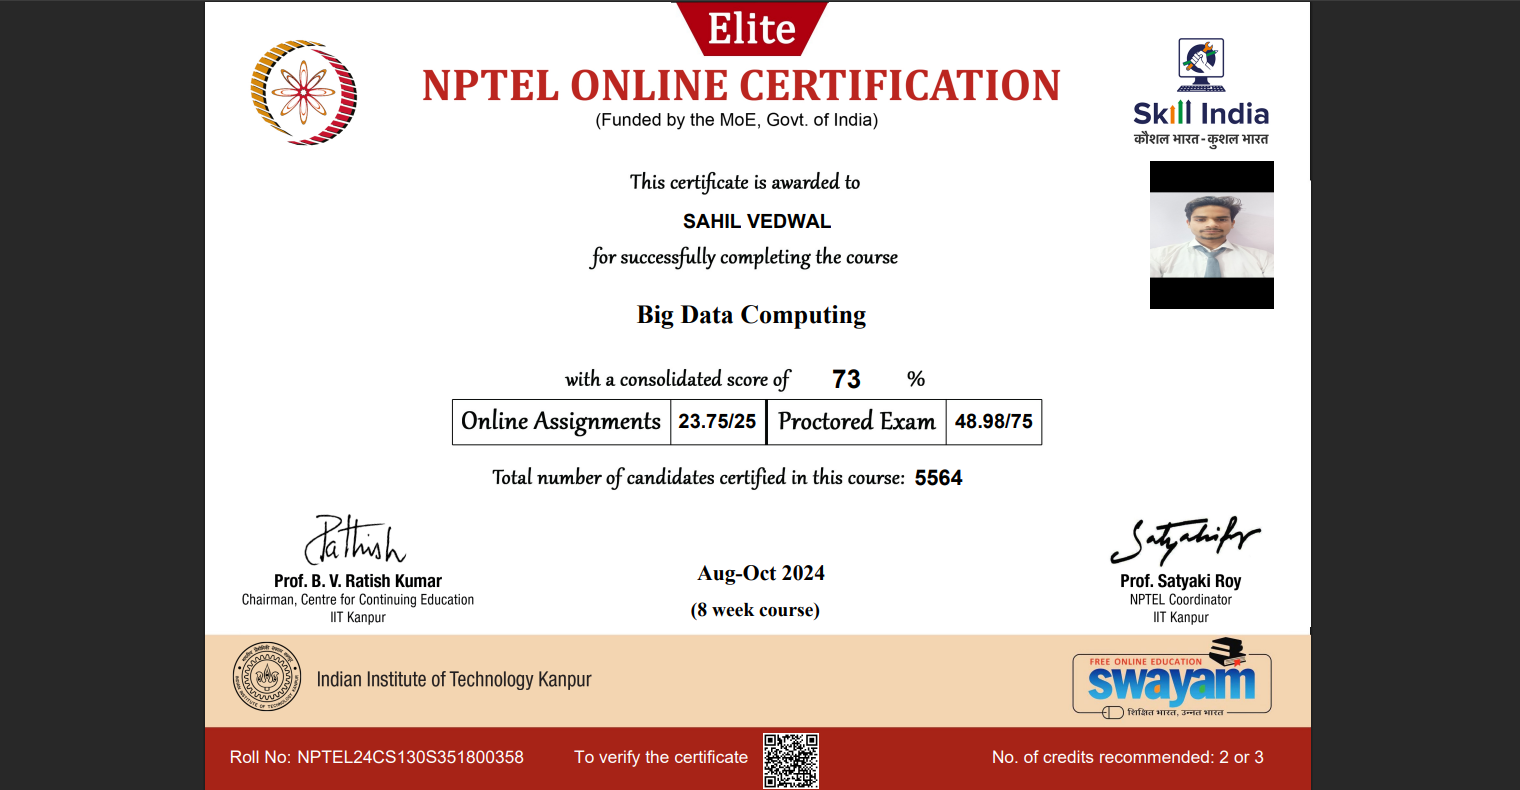 Elite
NPTEL ONLINE CERTIFICATION
(Funded by the MoE, Govt. of India)
Skill India
कौशल भारत - कुशल भारत
This certificate is awarded to
SAHIL VEDWAL
for successfully completing the course
Big Data Computing
with a consolidated score of 73 %
Online Assignments 23.75/25 Proctored Exam 48.98/75
Total number of candidates certified in this course: 5564
Prof. B. V. Ratish Kumar
Chairman, Centre for Continuing Education
IIT Kanpur
Aug-Oct 2024
(8 week course)
Prof. Satyaki Roy
NPTEL Coordinator
IIT Kanpur
Indian Institute of Technology Kanpur
FREE ONLINE EDUCATION
swayam
शिक्षित भारत, उन्नत भारत
Roll No: NPTEL24CS130S351800358
To verify the certificate
No. of credits recommended: 2 or 3